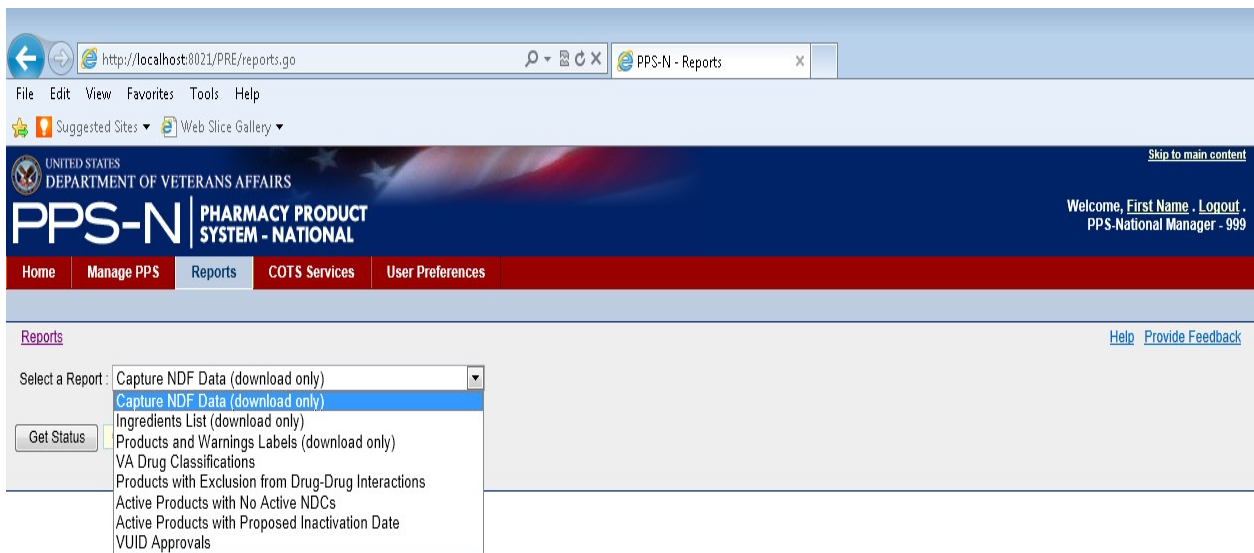 http://localhost:8021/PRE/reports.go
PPS-N - Reports
File Edit View Favorites Tools Help
Suggested Sites Web Slice Gallery
Skip to main content
UNITED STATES
DEPARTMENT OF VETERANS AFFAIRS
PPS-N
PHARMACY PRODUCT
SYSTEM - NATIONAL
Welcome, First Name . Logout .
PPS-National Manager - 999
Home Manage PPS Reports COTS Services User Preferences
Reports
Help Provide Feedback
Select a Report : Capture NDF Data (download only)
Capture NDF Data (download only)
Ingredients List (download only)
Get Status
Products and Warnings Labels (download only)
VA Drug Classifications
Products with Exclusion from Drug-Drug Interactions
Active Products with No Active NDCs
Active Products with Proposed Inactivation Date
VUID Approvals